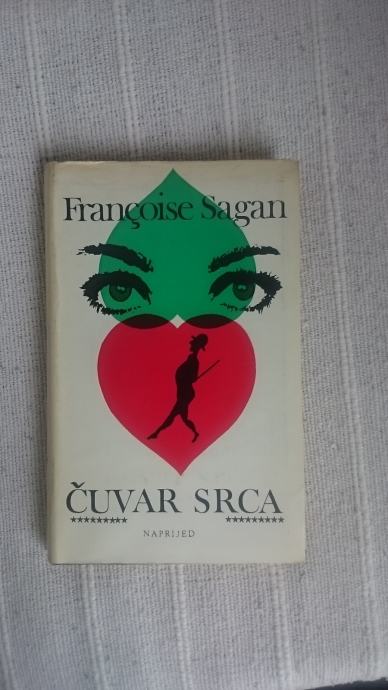 Françoise Sagan
ČUVAR SRCA
********* *********
NAPRIJED